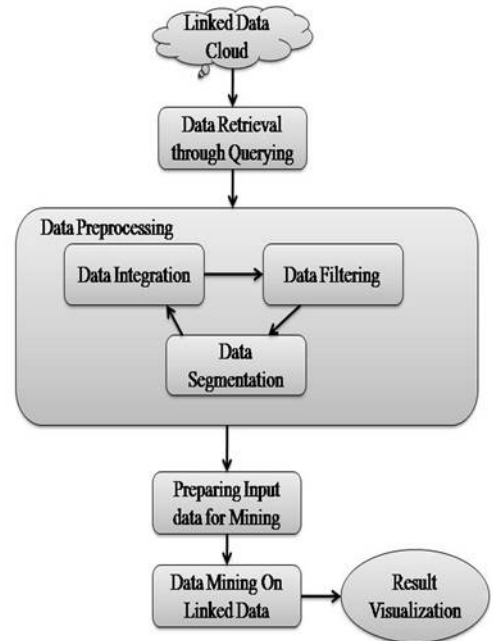 Linked Data
Cloud
Data Retrieval
through Querying
Data Preprocessing
Data Integration
Data Filtering
Data
Segmentation
Preparing Input
data for Mining
Data Mining On
Linked Data
Result
Visualization